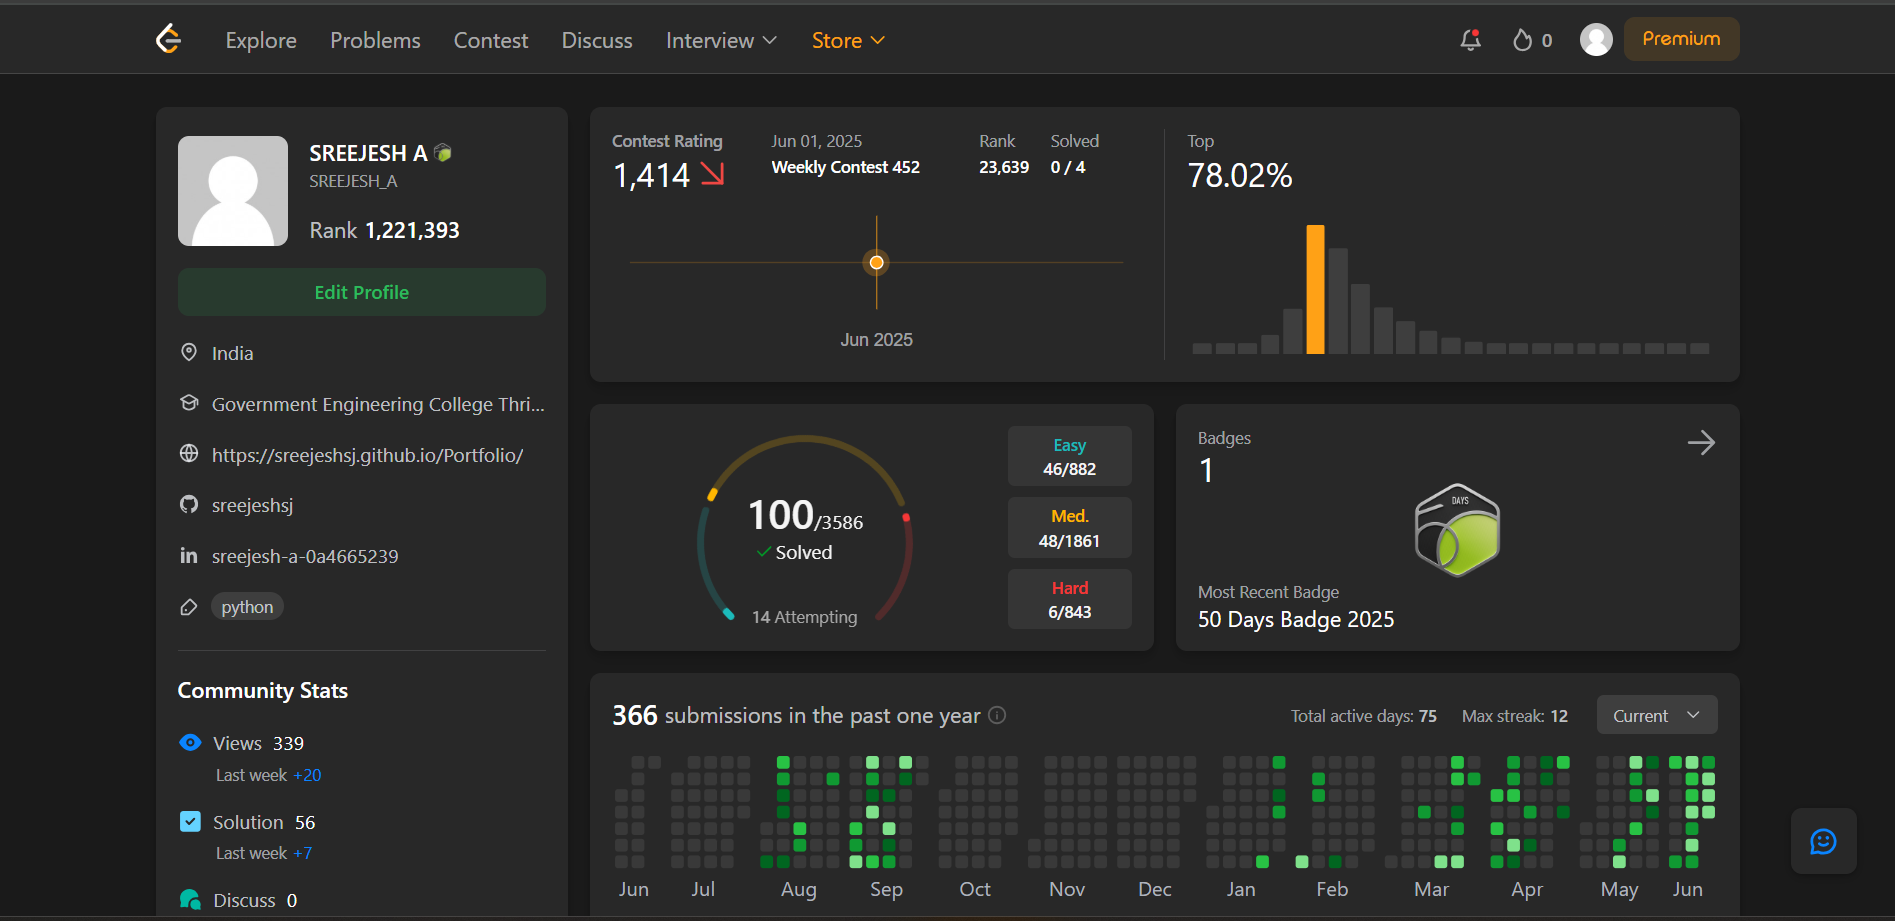 Explore Problems Contest Discuss Interview Store 0 Premium
SREEJESH A
SREEJESH_A
Rank 1,221,393
Edit Profile
India
Government Engineering College Thri...
https://sreejeshsj.github.io/Portfolio/
sreejeshsj
in sreejesh-a-0a4665239
python
Community Stats
Views 339
Last week +20
Solution 56
Last week +7
Discuss 0
Contest Rating
1,414
Jun 01, 2025
Weekly Contest 452
Rank
23,639
Solved
0 / 4
Jun 2025
Top
78.02%
100/3586
Solved
14 Attempting
Easy
46/882
Med.
48/1861
Hard
6/843
Badges
1
DAYS
Most Recent Badge
50 Days Badge 2025
366 submissions in the past one year
Total active days: 75 Max streak: 12 Current
Jun Jul Aug Sep Oct Nov Dec Jan Feb Mar Apr May Jun